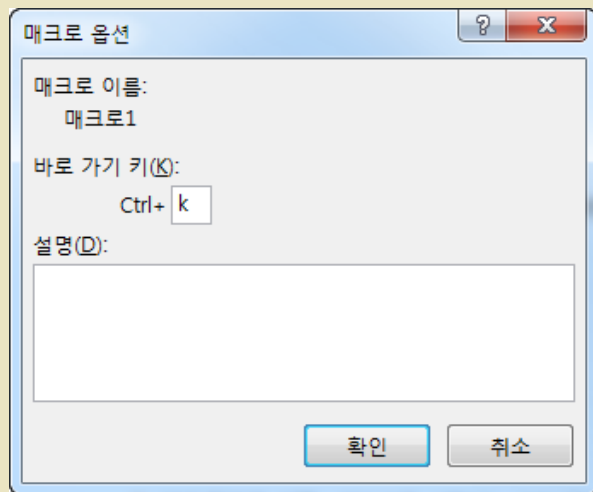 매크로 옵션
매크로 이름:
매크로1
바로 가기 키(K):
Ctrl+ k
설명(D):
확인 취소